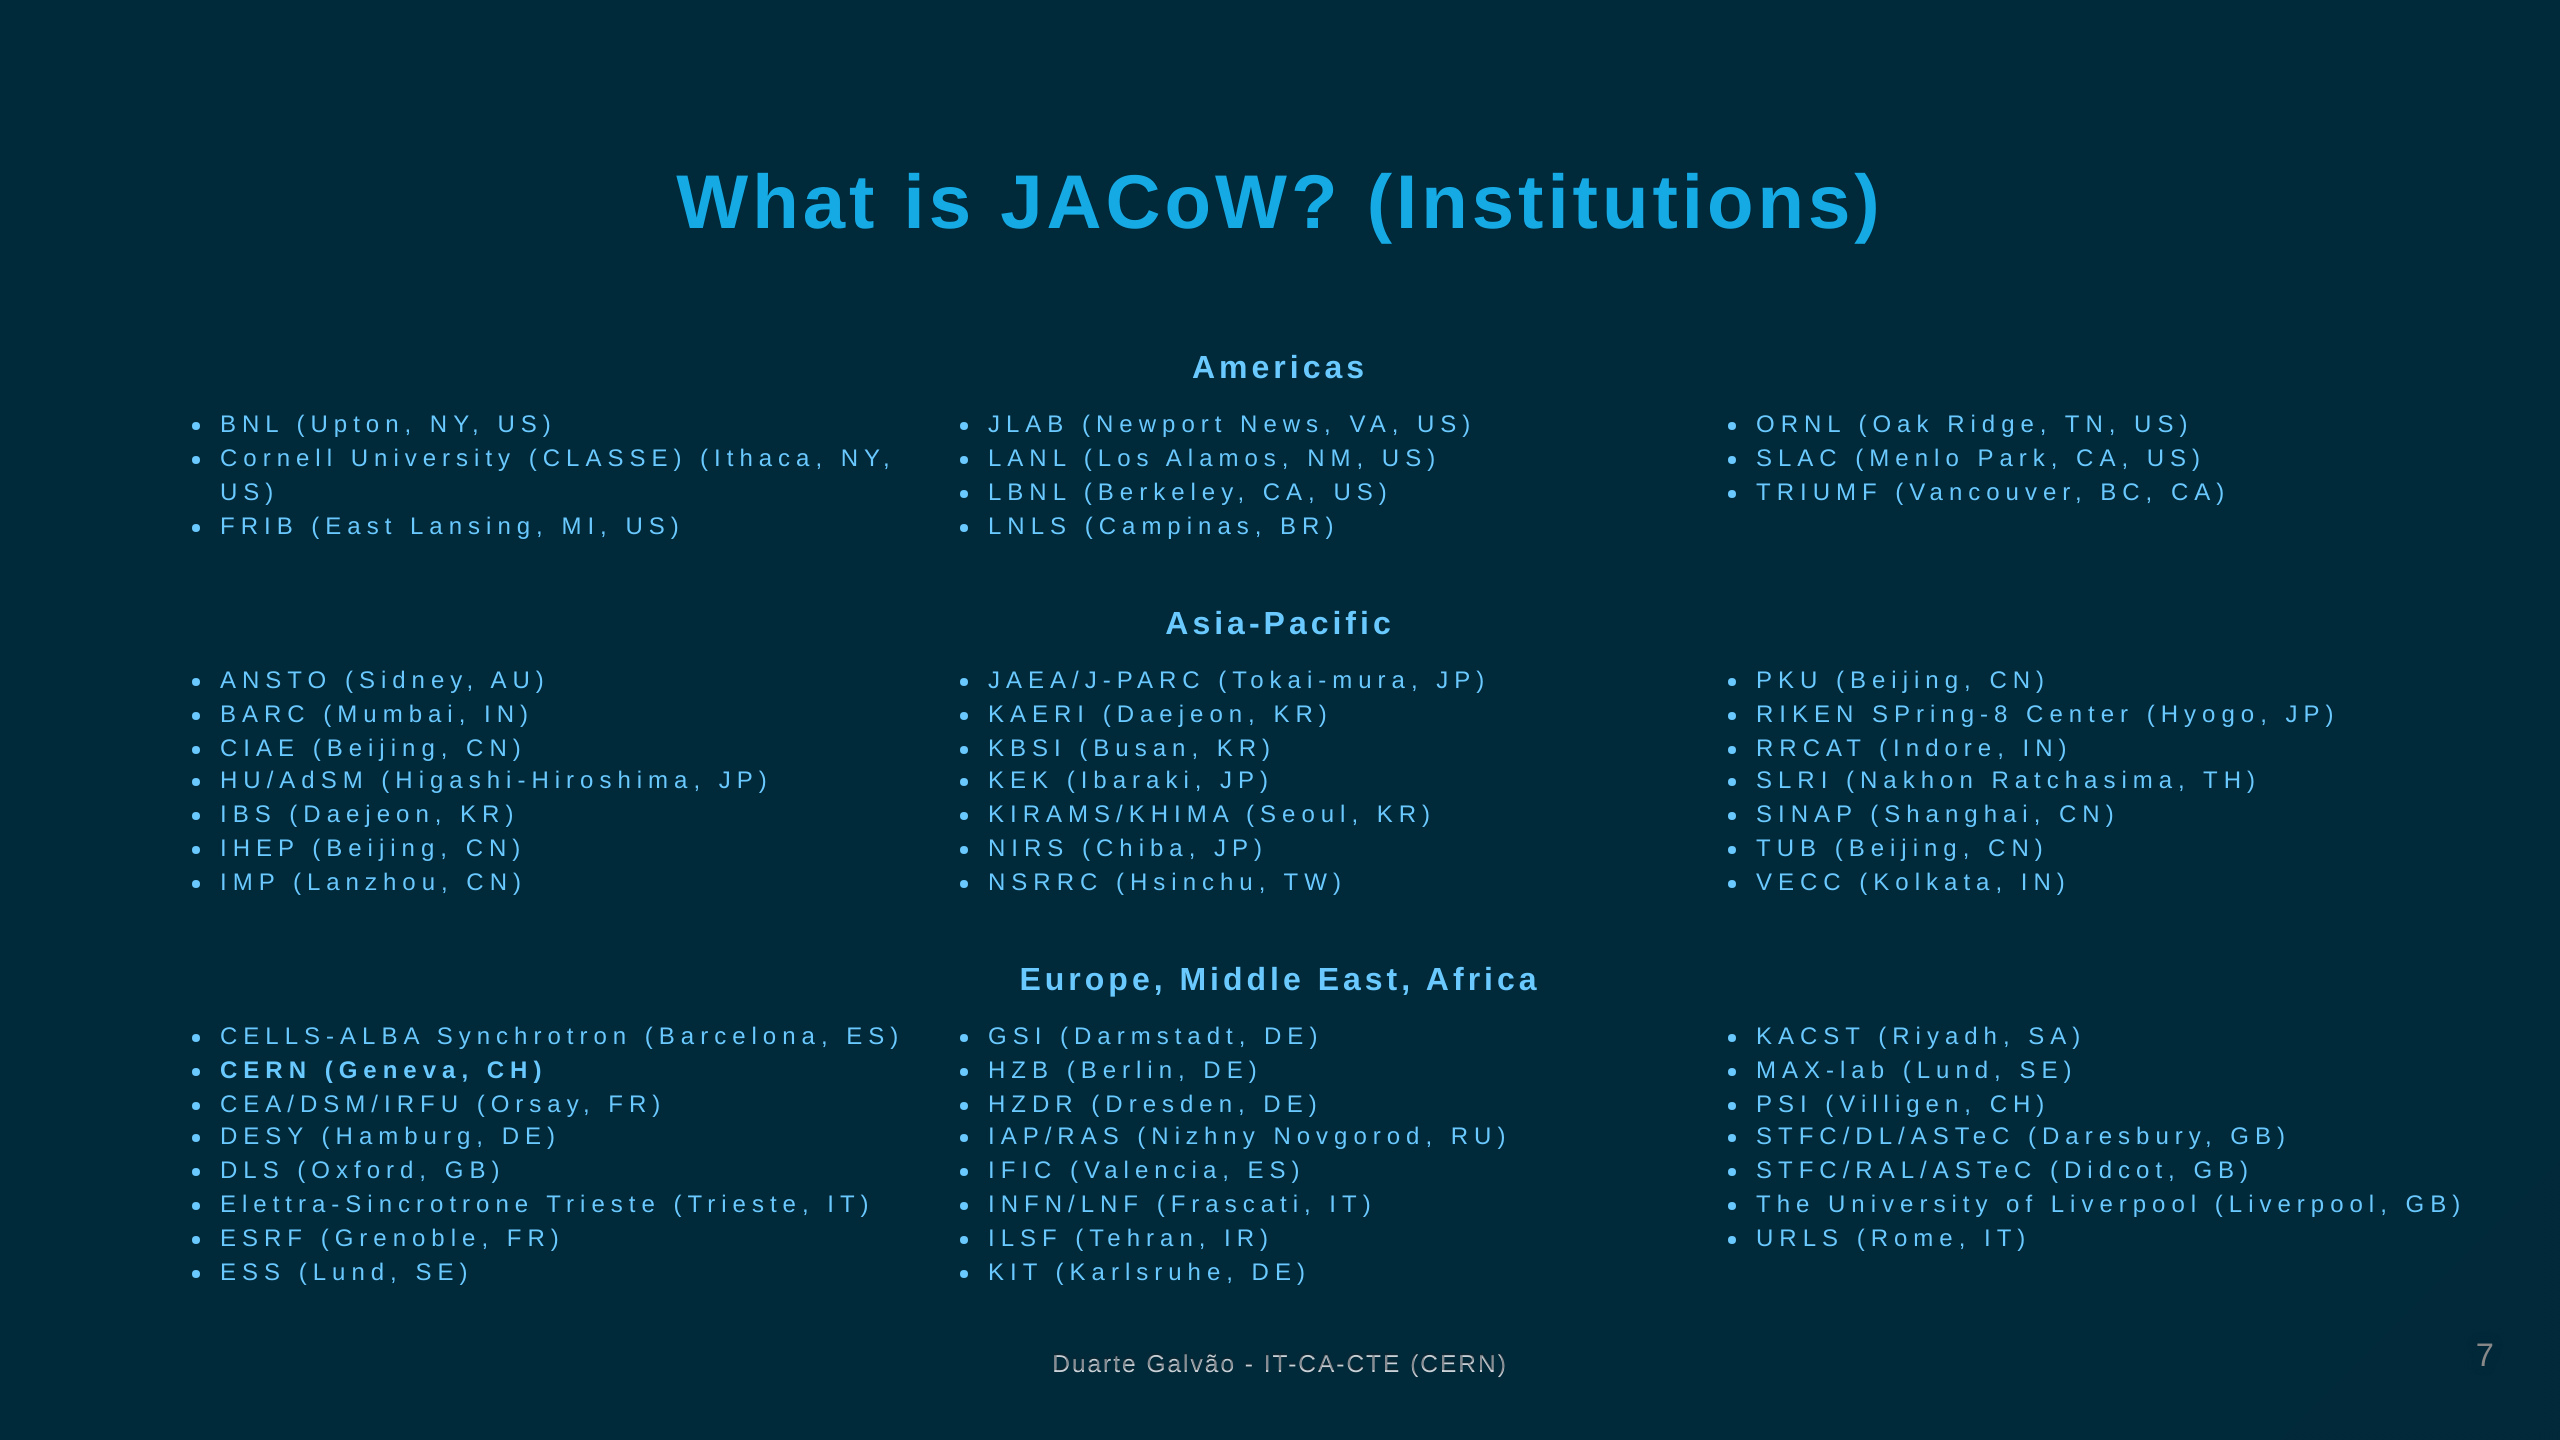 What is JACoW? (Institutions)
Americas
BNL (Upton, NY, US)
Cornell University (CLASSE) (Ithaca, NY,
US)
FRIB (East Lansing, MI, US)
JLAB (Newport News, VA, US)
LANL (Los Alamos, NM, US)
LBNL (Berkeley, CA, US)
LNLS (Campinas, BR)
ORNL (Oak Ridge, TN, US)
SLAC (Menlo Park, CA, US)
TRIUMF (Vancouver, BC, CA)
Asia-Pacific
ANSTO (Sidney, AU)
BARC (Mumbai, IN)
CIAE (Beijing, CN)
HU/AdSM (Higashi-Hiroshima, JP)
IBS (Daejeon, KR)
IHEP (Beijing, CN)
IMP (Lanzhou, CN)
JAEA/J-PARC (Tokai-mura, JP)
KAERI (Daejeon, KR)
KBSI (Busan, KR)
KEK (Ibaraki, JP)
KIRAMS/KHIMA (Seoul, KR)
NIRS (Chiba, JP)
NSRRC (Hsinchu, TW)
PKU (Beijing, CN)
RIKEN SPring-8 Center (Hyogo, JP)
RRCAT (Indore, IN)
SLRI (Nakhon Ratchasima, TH)
SINAP (Shanghai, CN)
TUB (Beijing, CN)
VECC (Kolkata, IN)
Europe, Middle East, Africa
CELLS-ALBA Synchrotron (Barcelona, ES)
CERN (Geneva, CH)
CEA/DSM/IRFU (Orsay, FR)
DESY (Hamburg, DE)
DLS (Oxford, GB)
Elettra-Sincrotrone Trieste (Trieste, IT)
ESRF (Grenoble, FR)
ESS (Lund, SE)
GSI (Darmstadt, DE)
HZB (Berlin, DE)
HZDR (Dresden, DE)
IAP/RAS (Nizhny Novgorod, RU)
IFIC (Valencia, ES)
INFN/LNF (Frascati, IT)
ILSF (Tehran, IR)
KIT (Karlsruhe, DE)
KACST (Riyadh, SA)
MAX-lab (Lund, SE)
PSI (Villigen, CH)
STFC/DL/ASTeC (Daresbury, GB)
STFC/RAL/ASTeC (Didcot, GB)
The University of Liverpool (Liverpool, GB)
URLS (Rome, IT)
Duarte Galvão - IT-CA-CTE (CERN)
7